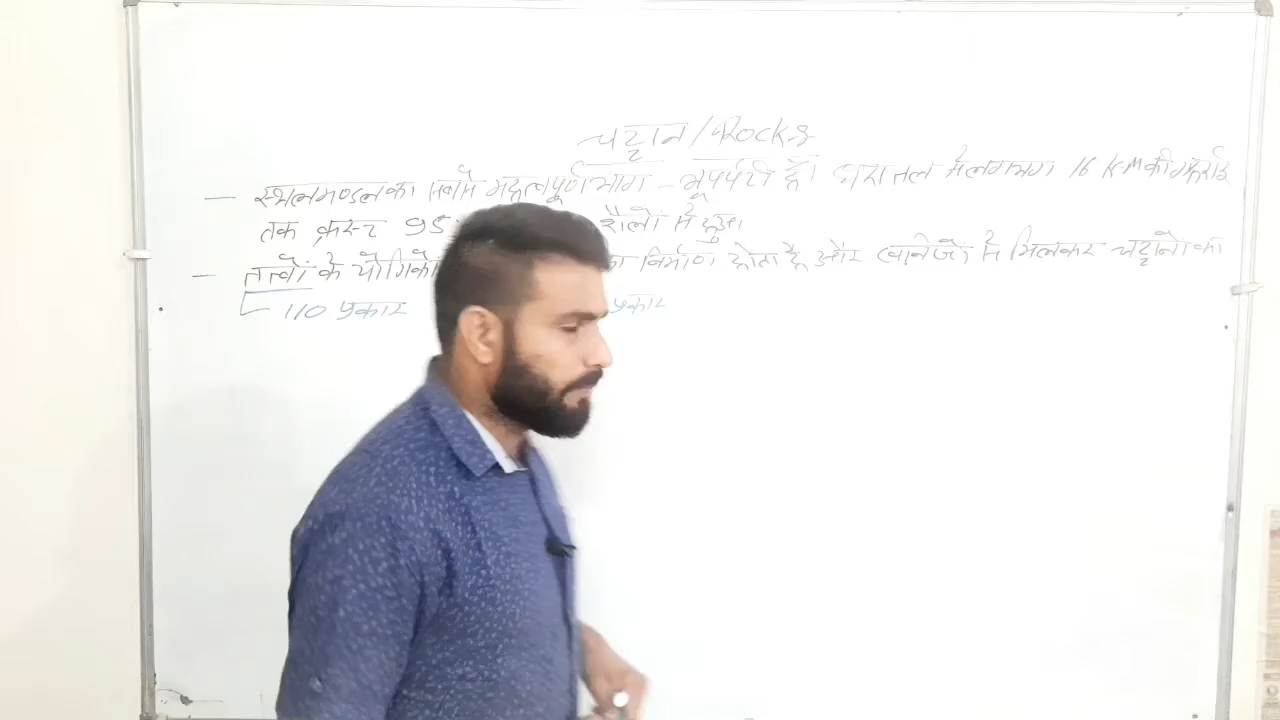 चट्टान/Rocks
— स्थलमण्डल का सबसे महत्वपूर्ण भाग - भूपर्पटी है। धरातल से लगभग 16 KM की गहराई
तक क्रस्ट 95 शैलों से जुड़ा
— तत्वों के यौगिकों का निर्माण होता है और खनिजों से मिलकर चट्टानों का
110 प्रकार प्रकार